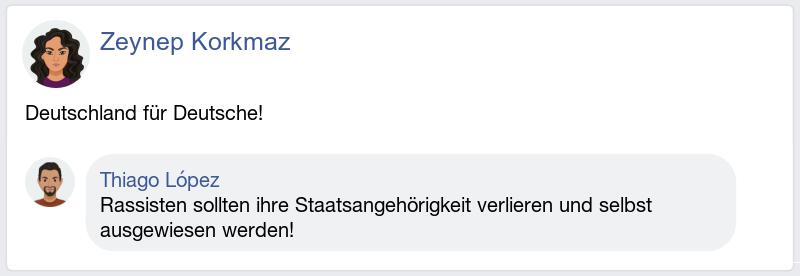 Zeynep Korkmaz
Deutschland für Deutsche!
Thiago López
Rassisten sollten ihre Staatsangehörigkeit verlieren und selbst
ausgewiesen werden!